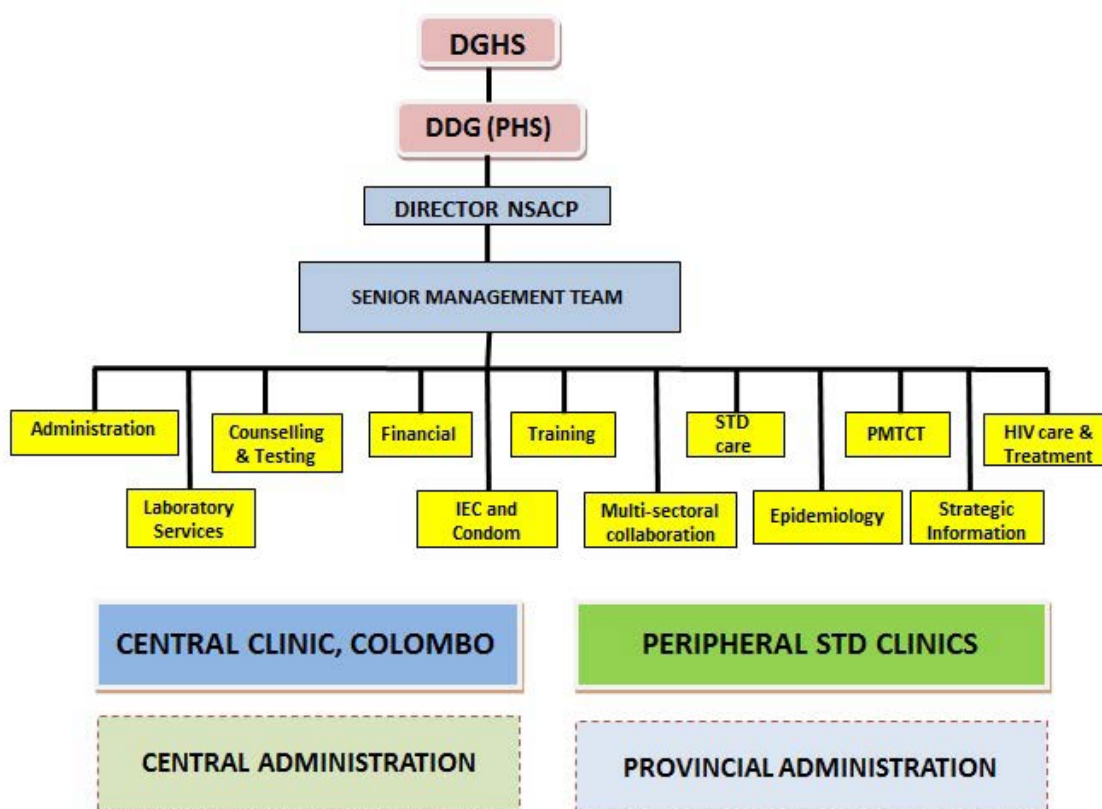 DGHS
DDG (PHS)
DIRECTOR NSACP
SENIOR MANAGEMENT TEAM
Administration
Counselling
& Testing
Financial
Training
STD
care
PMTCT
HIV care &
Treatment
Laboratory
Services
IEC and
Condom
Multi-sectoral
collaboration
Epidemiology
Strategic
Information
CENTRAL CLINIC, COLOMBO
PERIPHERAL STD CLINICS
CENTRAL ADMINISTRATION
PROVINCIAL ADMINISTRATION